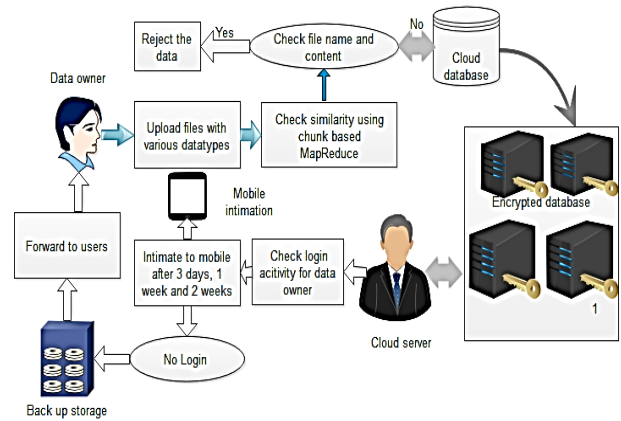 Reject the
data
Yes
Check file name and
content
No
Cloud
database
Data owner
Upload files with
various datatypes
Check similarity using
chunk based
MapReduce
Mobile
intimation
Encrypted database
Forward to users
Intimate to mobile
after 3 days, 1
week and 2 weeks
Check login
acitivity for data
owner
1
Cloud server
No Login
Back up storage